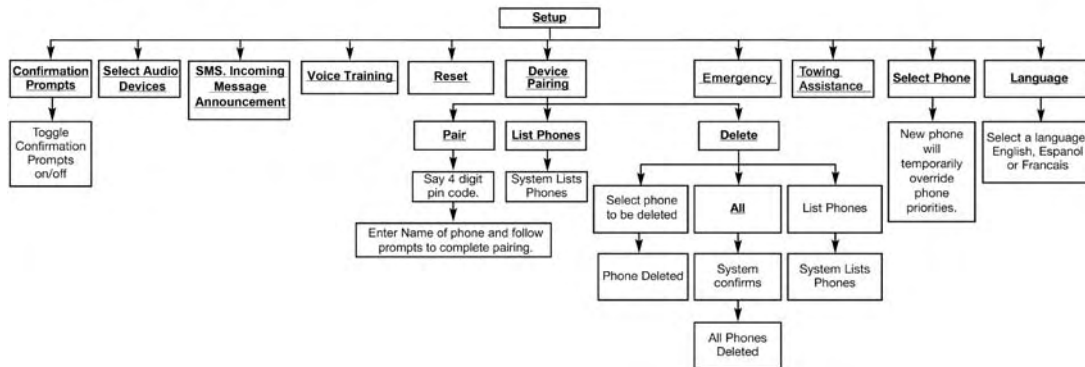 Setup
Confirmation
Prompts
Select Audio
Devices
SMS. Incoming
Message
Announcement
Voice Training
Reset
Device
Pairing
Emergency
Towing
Assistance
Select Phone
Language
Toggle
Confirmation
Prompts
on/off
Pair
List Phones
Delete
New phone
will
temporarily
override
phone
priorities.
Select a language
English, Espanol
or Francais
Say 4 digit
pin code.
System Lists
Phones
Select phone
to be deleted
All
List Phones
Enter Name of phone and follow
prompts to complete pairing.
Phone Deleted
System
confirms
System Lists
Phones
All Phones
Deleted